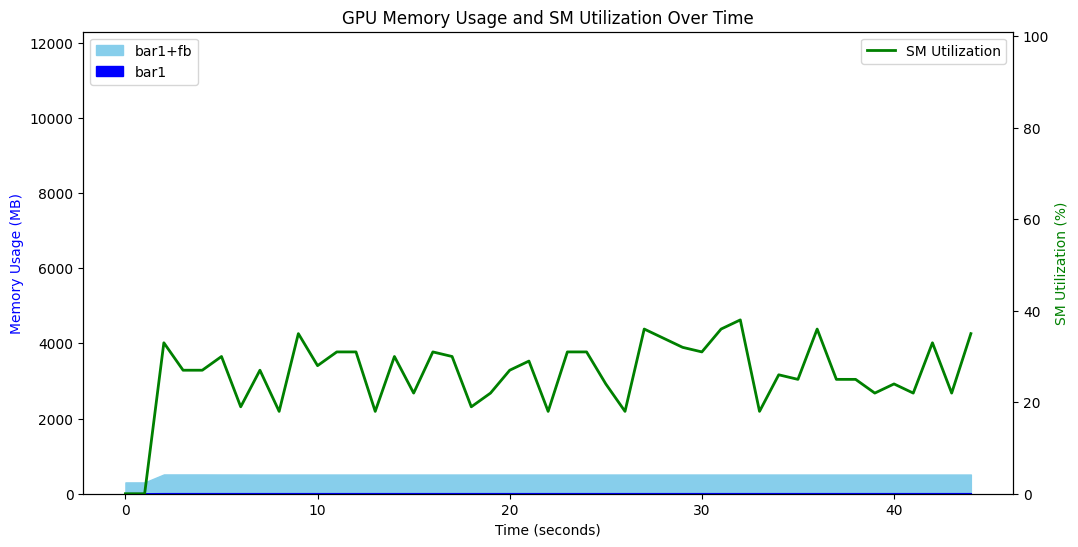 GPU Memory Usage and SM Utilization Over Time
bar1+fb
bar1
SM Utilization
Memory Usage (MB)
12000
10000
8000
6000
4000
2000
0
100
80
60
40
20
0
SM Utilization (%)
0 10 20 30 40
Time (seconds)